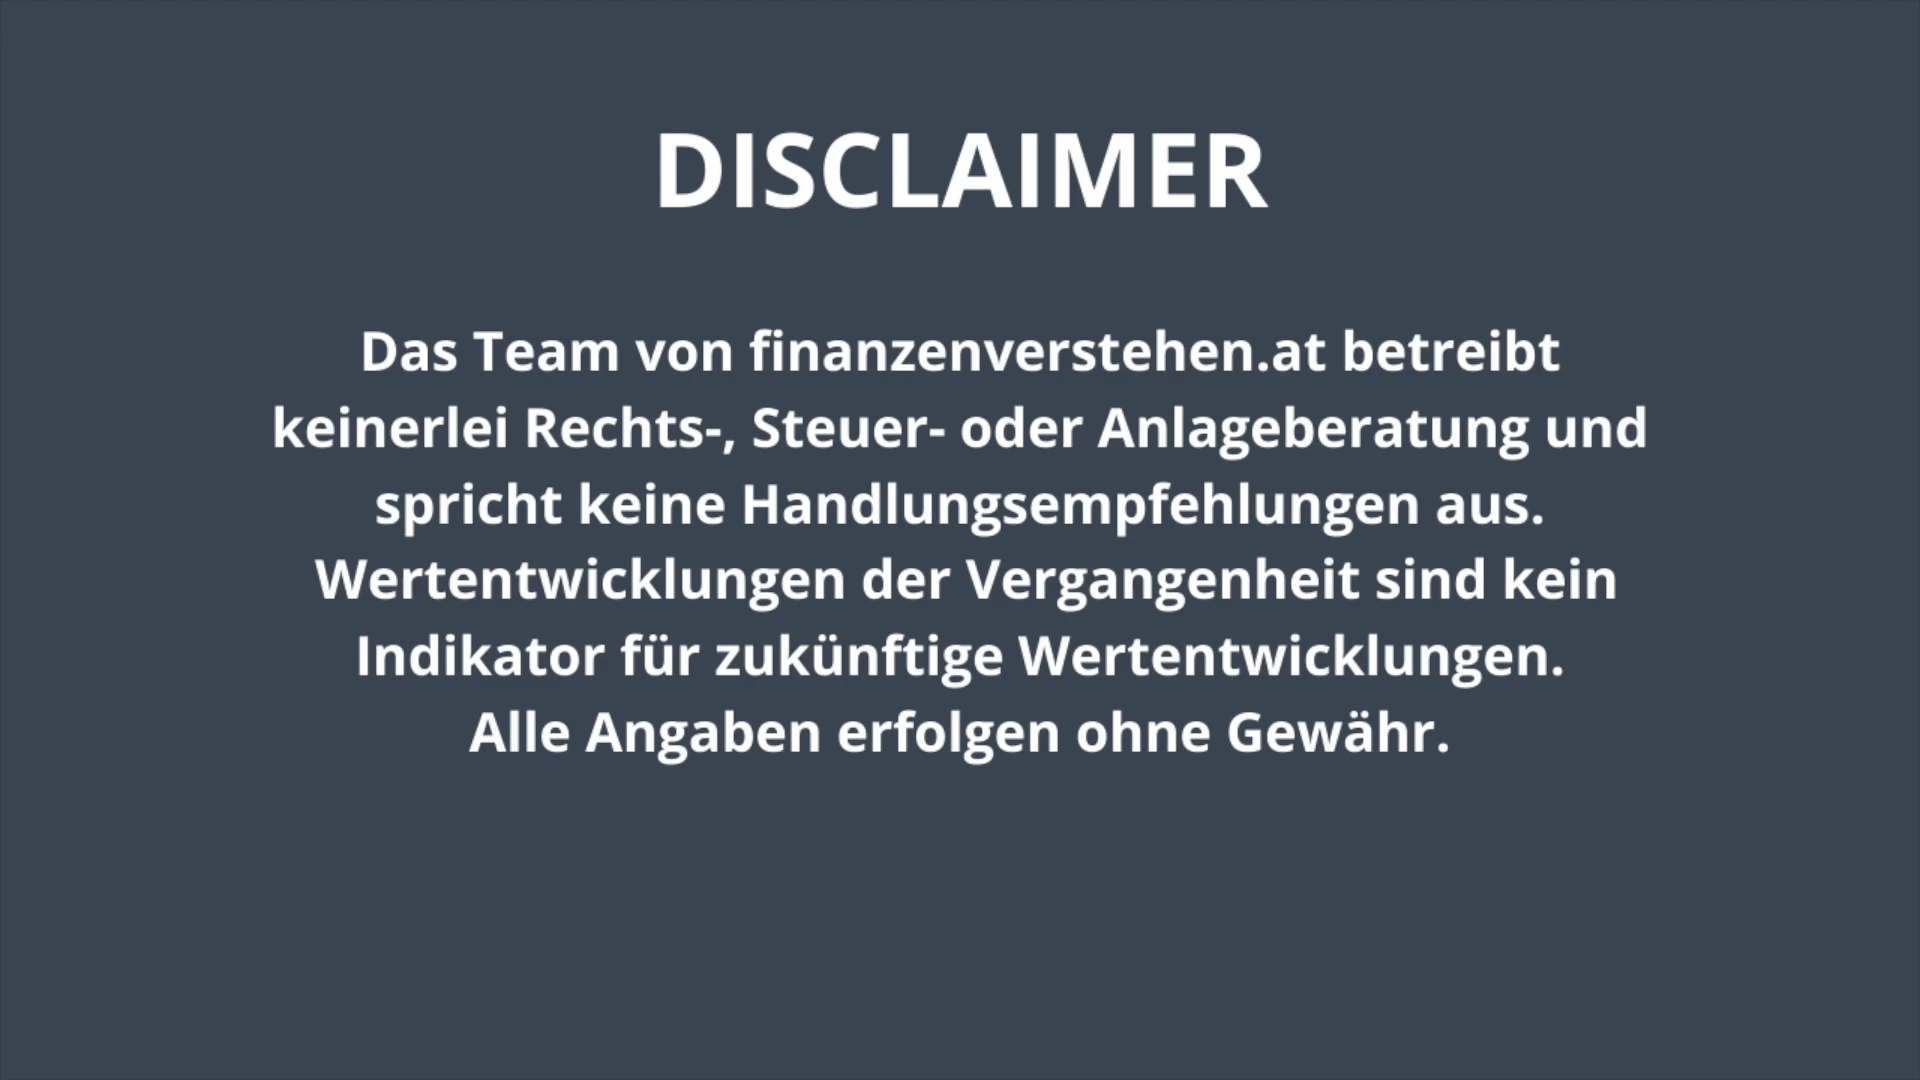 DISCLAIMER
Das Team von finanzenverstehen.at betreibt
keinerlei Rechts-, Steuer- oder Anlageberatung und
spricht keine Handlungsempfehlungen aus.
Wertentwicklungen der Vergangenheit sind kein
Indikator für zukünftige Wertentwicklungen.
Alle Angaben erfolgen ohne Gewähr.